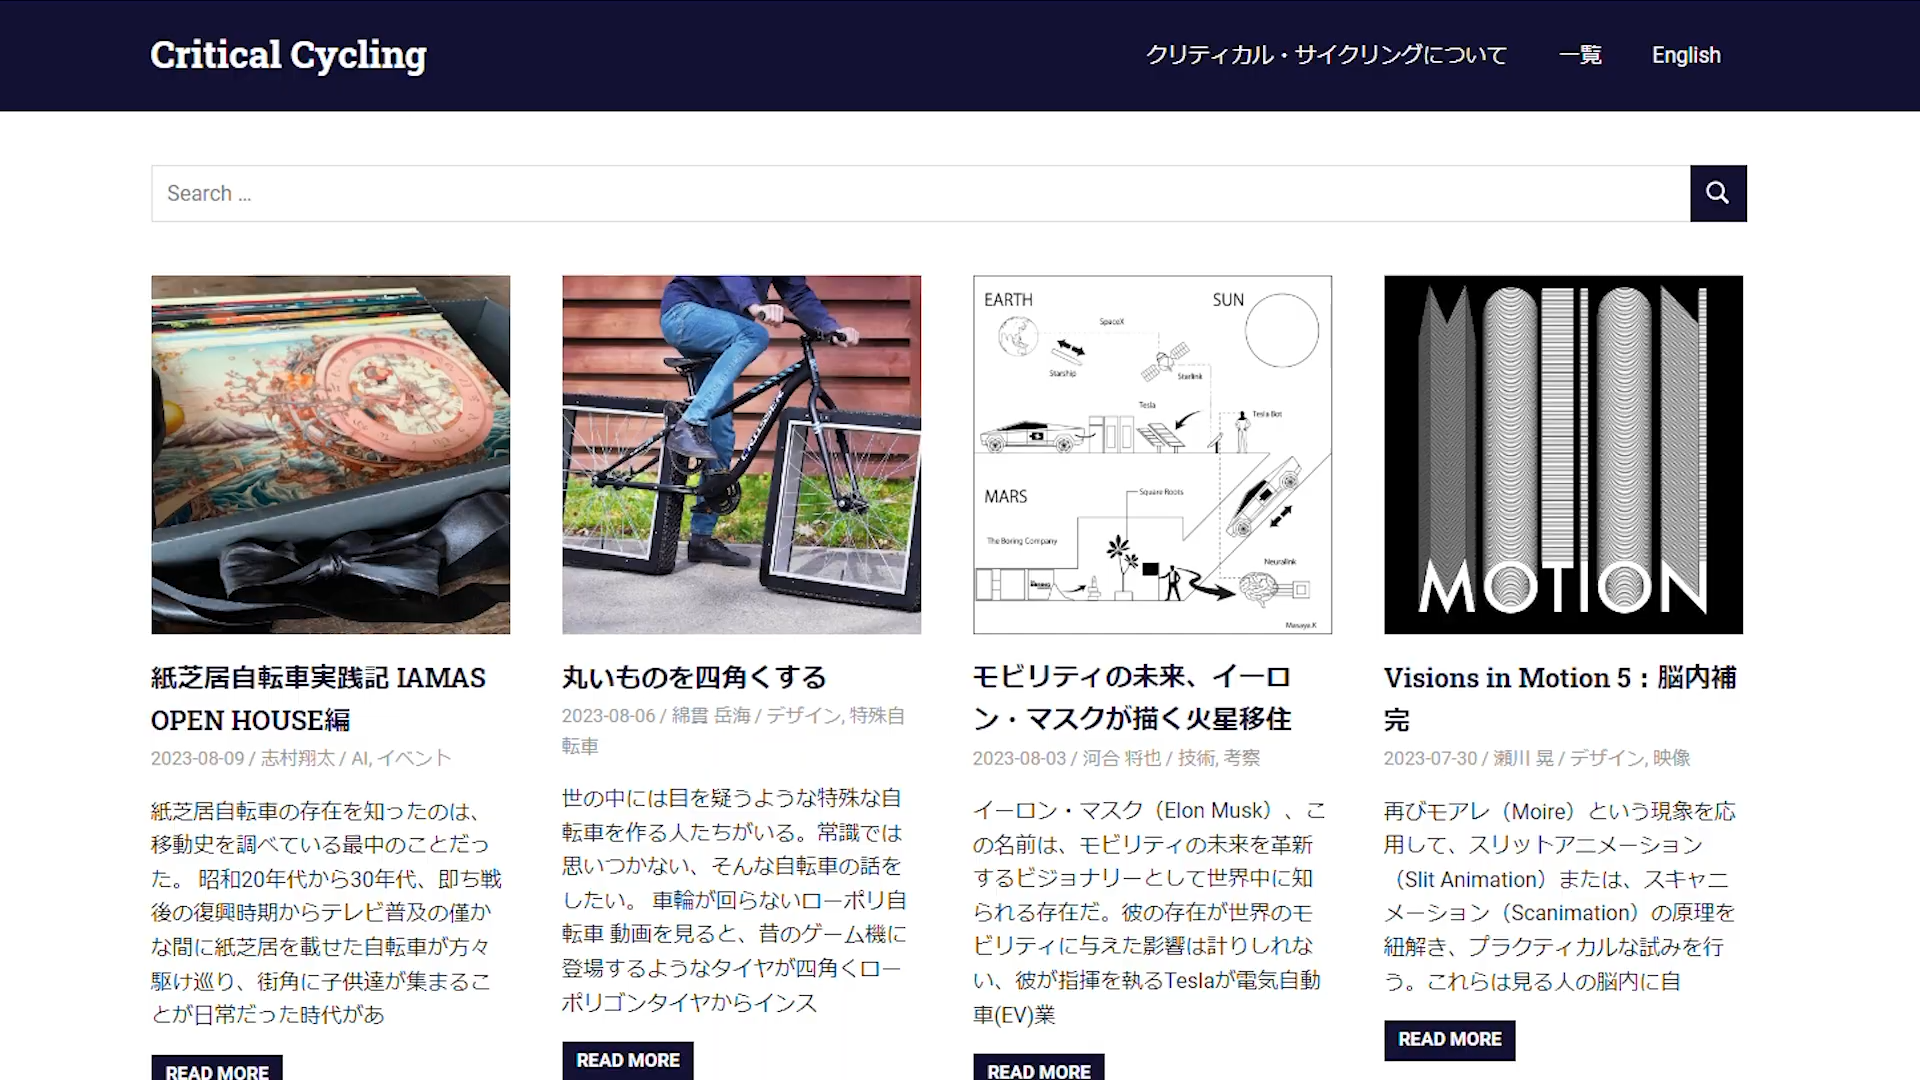 Critical Cycling
クリティカル・サイクリングについて
一覧
English
Search ...
EARTH
SUN
SpaceX
Starship
Starlink
Tesla
Tesla Bot
MARS
Square Roots
The Boring Company
Neuralink
Masaya.K
MOTION
MOTION
紙芝居自転車実践記 IAMAS
OPEN HOUSE編
2023-08-09 / 志村翔太 / AI, イベント
紙芝居自転車の存在を知ったのは、
移動史を調べている最中のことだっ
た。 昭和20年代から30年代、即ち戦
後の復興時期からテレビ普及の僅か
な間に紙芝居を載せた自転車が方々
駆け巡り、街角に子供達が集まるこ
とが日常だった時代があ
READ MORE
丸いものを四角くする
2023-08-06 / 綿貫 岳海 / デザイン, 特殊自
転車
世の中には目を疑うような特殊な自
転車を作る人たちがいる。常識では
思いつかない、そんな自転車の話を
したい。 車輪が回らないローポリ自
転車 動画を見ると、昔のゲーム機に
登場するようなタイヤが四角くロー
ポリゴンタイヤからインス
READ MORE
モビリティの未来、イーロ
ン・マスクが描く火星移住
2023-08-03 / 河合 将也 / 技術, 考察
イーロン・マスク（Elon Musk）、こ
の名前は、モビリティの未来を革新
するビジョナリーとして世界中に知
られる存在だ。彼の存在が世界のモ
ビリティに与えた影響は計りしれな
い、彼が指揮を執るTeslaが電気自動
車(EV)業
READ MORE
Visions in Motion 5：脳内補
完
2023-07-30 / 瀬川 晃 / デザイン, 映像
再びモアレ（Moire）という現象を応
用して、スリットアニメーション
（Slit Animation）または、スキャニ
メーション（Scanimation）の原理を
紐解き、プラクティカルな試みを行
う。これらは見る人の脳内に自
READ MORE